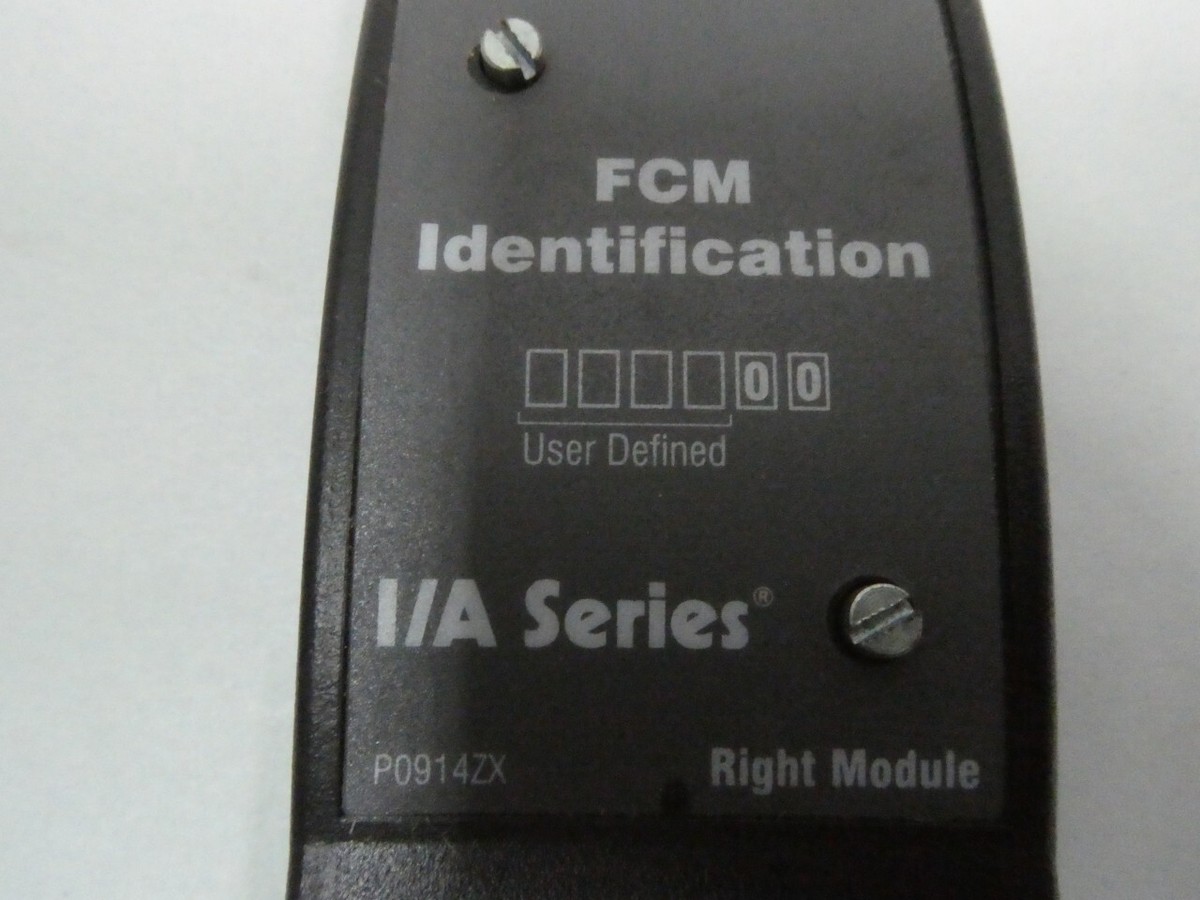 FCM
Identification
00
User Defined
I/A Series®
P0914ZX
Right Module